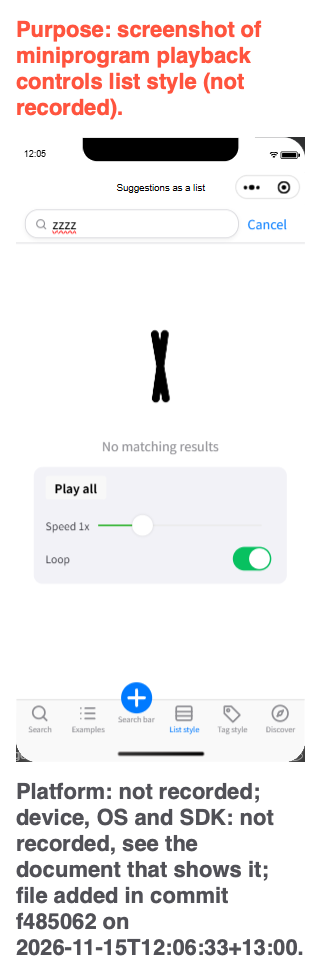 Purpose: screenshot of
miniprogram playback
controls list style (not
recorded).
12:05
Suggestions as a list
zzzz
Cancel
No matching results
Play all
Speed 1x
Loop
Search
Examples
Search bar
List style
Tag style
Discover
Platform: not recorded;
device, OS and SDK: not
recorded, see the
document that shows it;
file added in commit
f485062 on
2026-11-15T12:06:33+13:00.